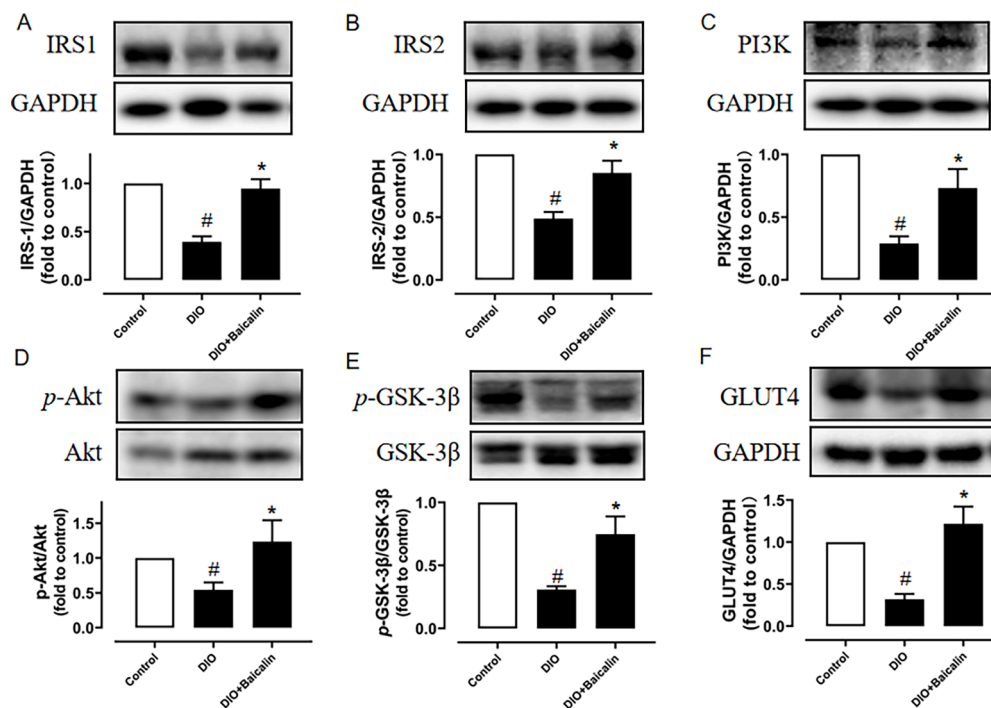 A
IRS1
GAPDH
IRS-1/GAPDH
(fold to control)
1.0
0.5
0.0
#
*
Control
DIO
DIO+Baicalin
B
IRS2
GAPDH
IRS-2/GAPDH
(fold to control)
1.0
0.5
0.0
#
*
Control
DIO
DIO+Baicalin
C
PI3K
GAPDH
PI3K/GAPDH
(fold to control)
1.0
0.5
0.0
#
*
Control
DIO
DIO+Baicalin
D
p-Akt
Akt
p-Akt/Akt
(fold to control)
1.5
1.0
0.5
0.0
#
*
Control
DIO
DIO+Baicalin
E
p-GSK-3β
GSK-3β
p-GSK-3β/GSK-3β
(fold to control)
1.0
0.5
0.0
#
*
Control
DIO
DIO+Baicalin
F
GLUT4
GAPDH
GLUT4/GAPDH
(fold to control)
1.5
1.0
0.5
0.0
#
*
Control
DIO
DIO+Baicalin